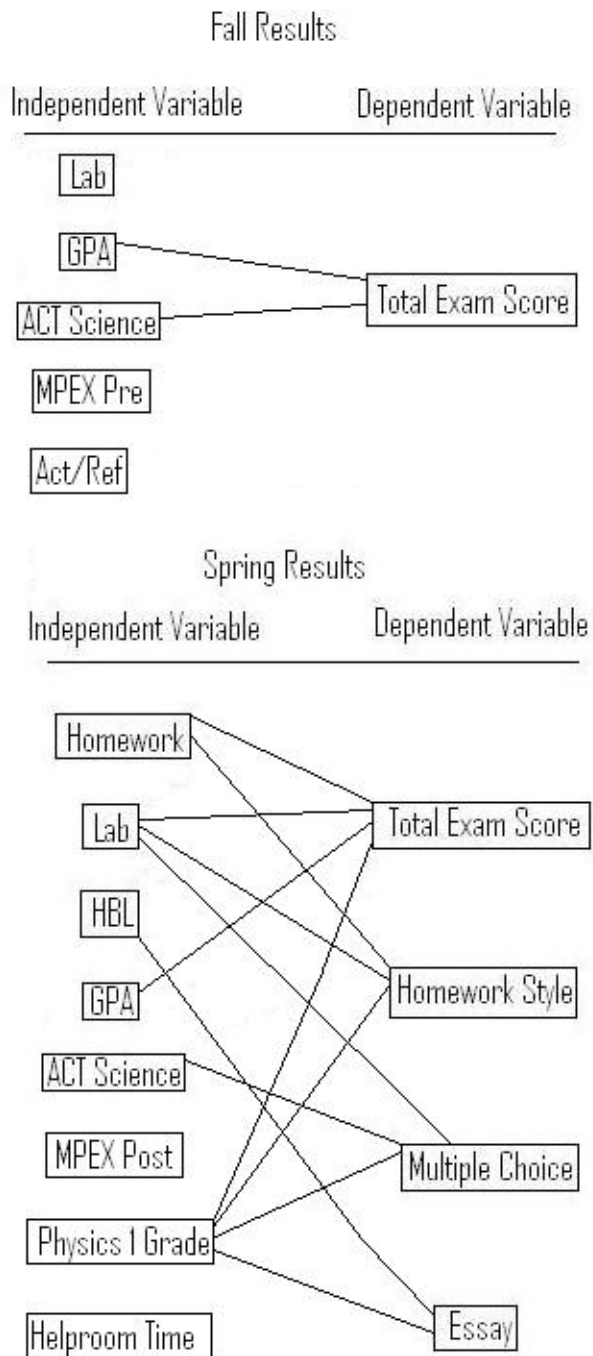 Fall Results
Independent Variable Dependent Variable
Lab
GPA
Total Exam Score
ACT Science
MPEX Pre
Act/Ref
Spring Results
Independent Variable Dependent Variable
Homework
Total Exam Score
Lab
HBL
Homework Style
GPA
ACT Science
MPEX Post
Multiple Choice
Physics 1 Grade
Essay
Helproom Time